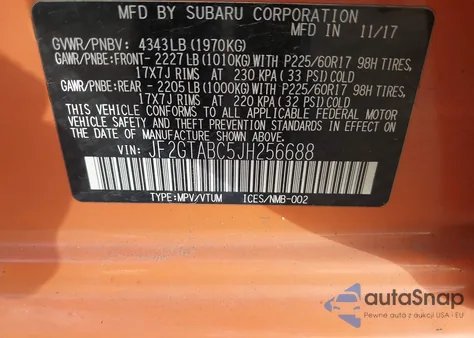 MFD BY SUBARU CORPORATION
MFD IN 11/17
GVWR/PNBV: 4343LB (1970KG)
GAWR/PNBE:FRONT- 2227LB (1010KG) WITH P225/60R17 98H TIRES,
17X7J RIMS AT 230 KPA (33 PSI) COLD
GAWR/PNBE:REAR - 2205LB (1000KG) WITH P225/60R17 98H TIRES,
17X7J RIMS AT 220 KPA (32 PSI) COLD
THIS VEHICLE CONFORMS TO ALL APPLICABLE FEDERAL MOTOR
VEHICLE SAFETY, BUMPER, AND THEFT PREVENTION STANDARDS
IN EFFECT ON THE DATE OF MANUFACTURE SHOWN ABOVE.
VIN: JF2GTABC5JH256688
TYPE:MPV/VTUM ICES/NMB-002
autoSnap
Pewne auta z aukcji USA i EU